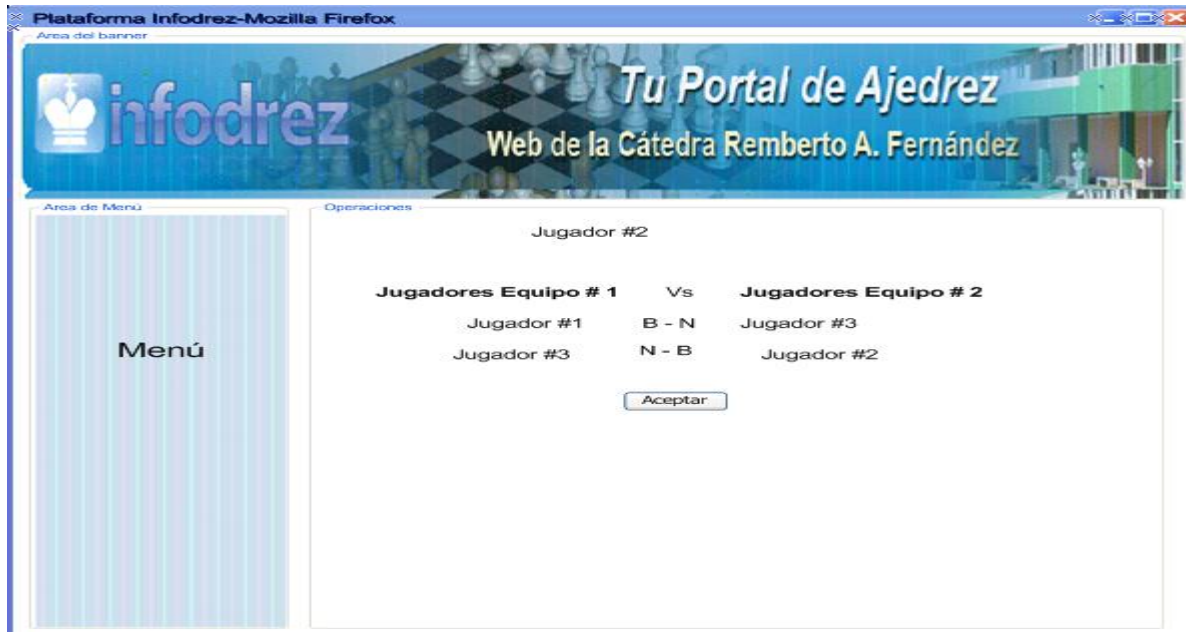 Plataforma Infodrez-Mozilla Firefox
Area del banner
infodrez
Tu Portal de Ajedrez
Web de la Cátedra Remberto A. Fernández
Area de Menú
Operaciones
Jugador #2
Jugadores Equipo # 1 Vs Jugadores Equipo # 2
Jugador #1 B - N Jugador #3
Menú
Jugador #3 N - B Jugador #2
Aceptar